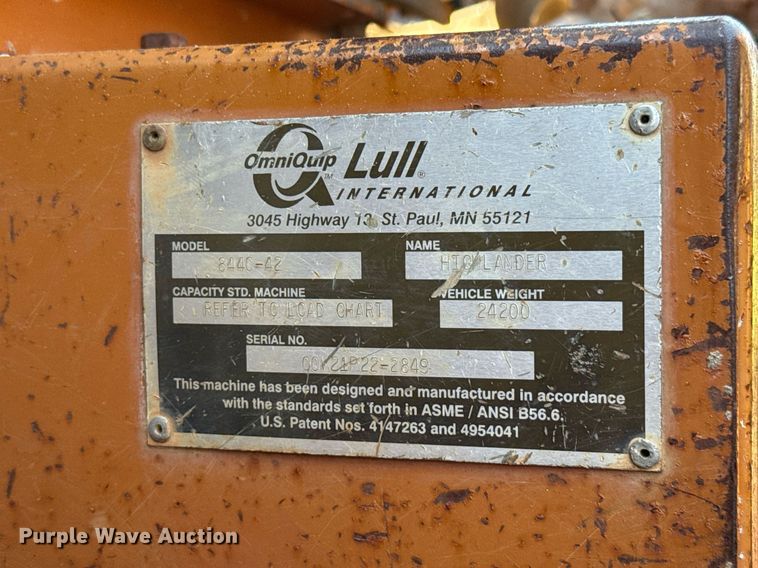 OmniQuip Lull
TM ®
INTERNATIONAL
3045 Highway 13, St. Paul, MN 55121
MODEL NAME
844C-42 HIGHLANDER
CAPACITY STD. MACHINE VEHICLE WEIGHT
REFER TO LOAD CHART 24200
SERIAL NO.
This machine has been designed and manufactured in accordance
with the standards set forth in ASME / ANSI B56.6.
U.S. Patent Nos. 4147263 and 4954041
Purple Wave Auction®